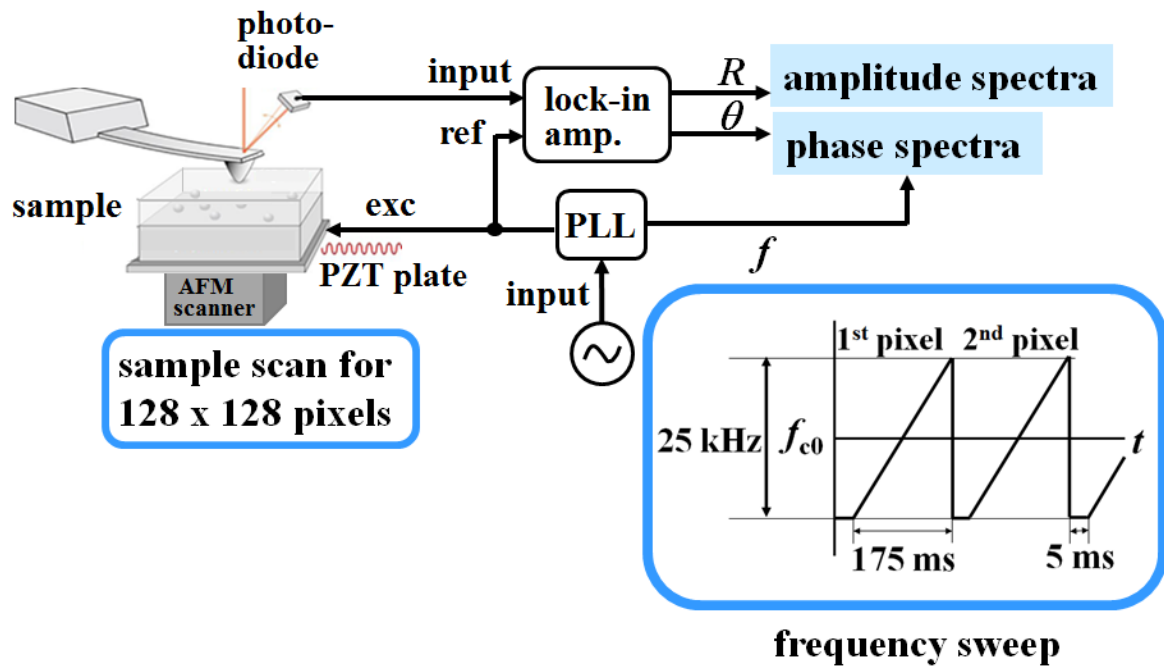 photo-
diode
input
ref
lock-in
amp.
R
θ
amplitude spectra
phase spectra
sample
exc
PLL
f
PZT plate
AFM
scanner
input
sample scan for
128 x 128 pixels
1st pixel 2nd pixel
25 kHz
fc0
t
175 ms
5 ms
frequency sweep